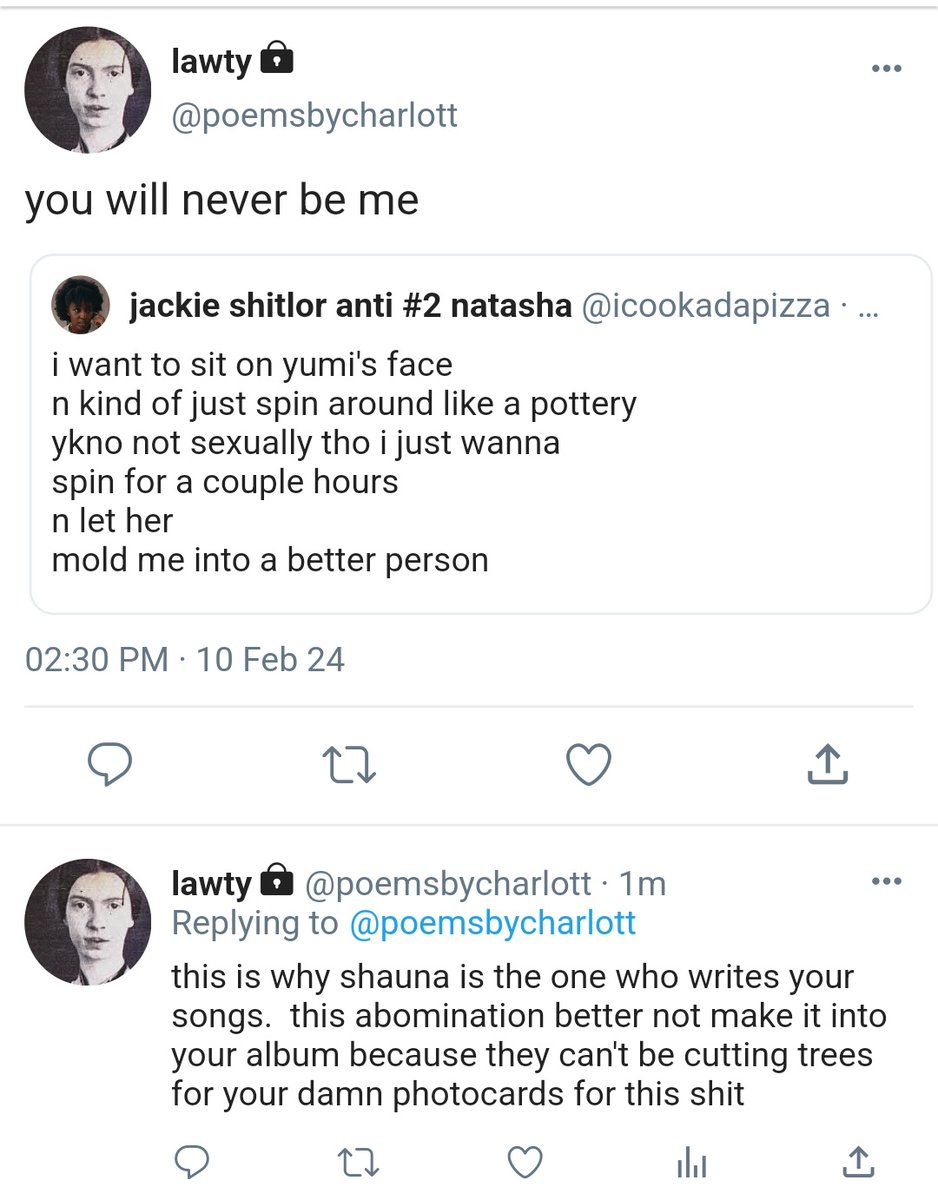 lawty
@poemsbycharlott
you will never be me
jackie shitlor anti #2 natasha @icookadapizza · ...
i want to sit on yumi's face
n kind of just spin around like a pottery
ykno not sexually tho i just wanna
spin for a couple hours
n let her
mold me into a better person
02:30 PM · 10 Feb 24
lawty @poemsbycharlott · 1m
Replying to @poemsbycharlott
this is why shauna is the one who writes your
songs.  this abomination better not make it into
your album because they can't be cutting trees
for your damn photocards for this shit